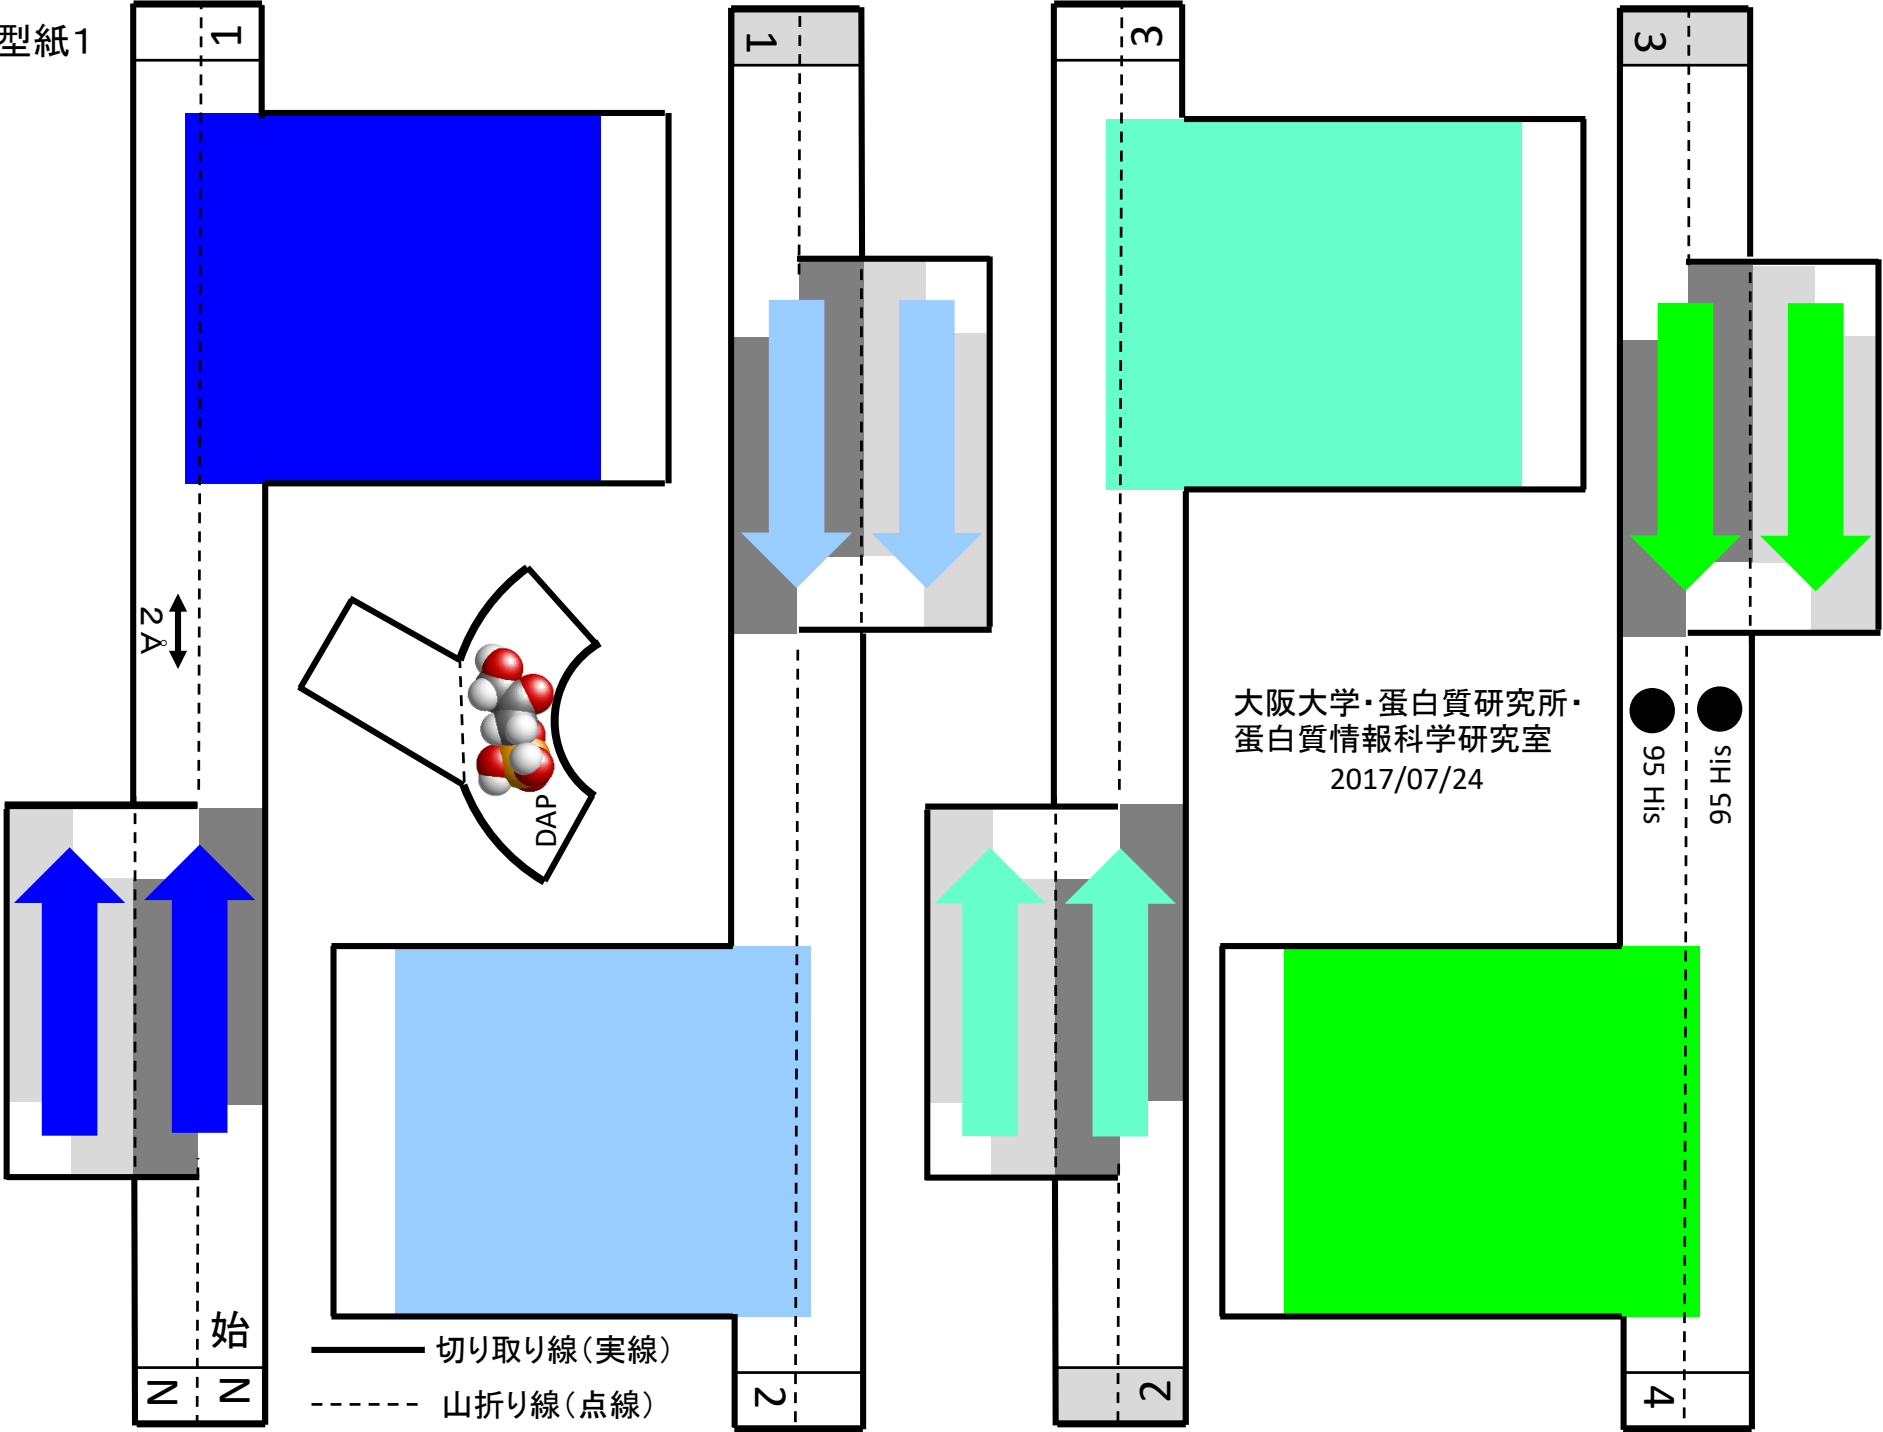 型紙1
1
1
3
3
2Å
DAP
大阪大学・蛋白質研究所・
蛋白質情報科学研究室
2017/07/24
95 His
95 His
始
N
N
切り取り線(実線)
山折り線(点線)
2
2
4